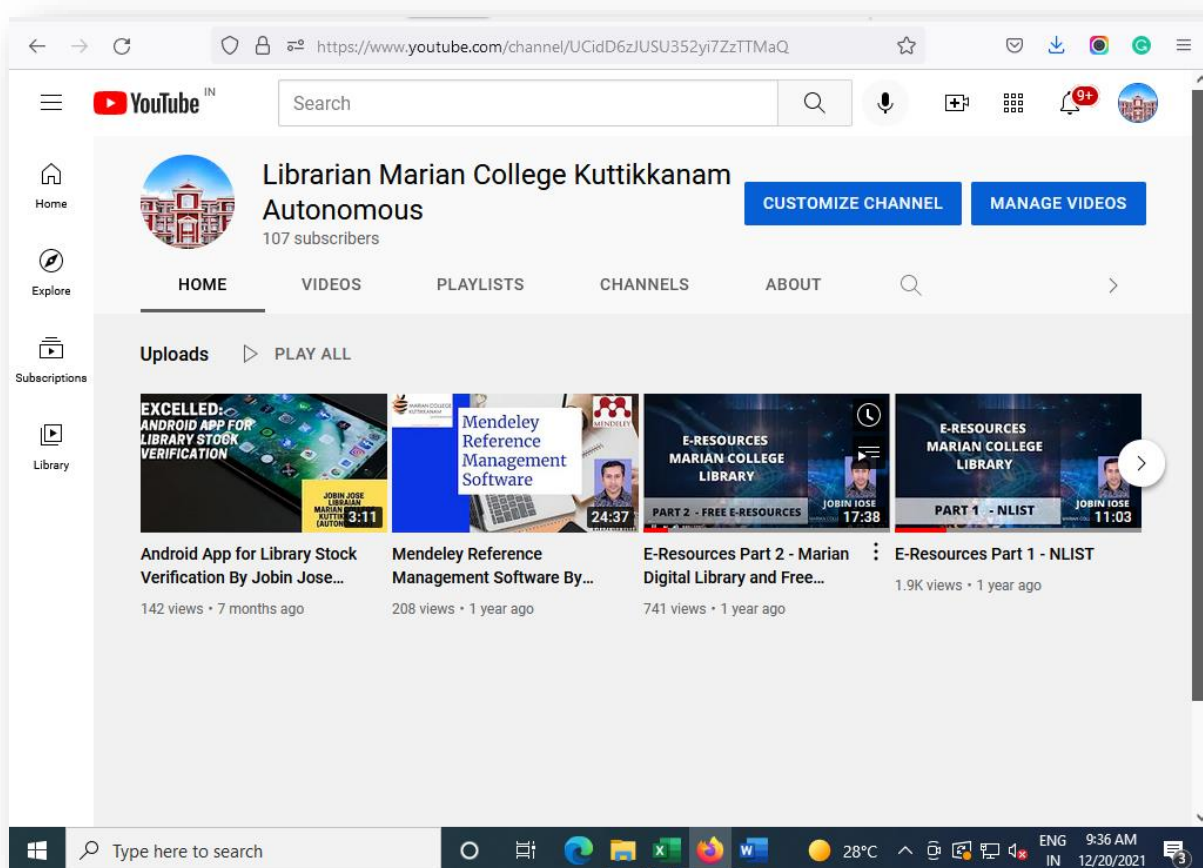 https://www.youtube.com/channel/UCidD6zJUSU352yi7ZzTTMaQ
YouTube IN
Search
9+
Home
Explore
Subscriptions
Library
Librarian Marian College Kuttikkanam
Autonomous
107 subscribers
CUSTOMIZE CHANNEL
MANAGE VIDEOS
HOME VIDEOS PLAYLISTS CHANNELS ABOUT
Uploads PLAY ALL
EXCELLED:
ANDROID APP FOR
LIBRARY STOCK
VERIFICATION
JOBIN JOSE
MARIAN
3:11
Android App for Library Stock
Verification By Jobin Jose...
142 views • 7 months ago
MARIAN COLLEGE
KUTTIKKANAM
Mendeley
Reference
Management
Software
MENDELEY
24:37
Mendeley Reference
Management Software By...
208 views • 1 year ago
E-RESOURCES
MARIAN COLLEGE
LIBRARY
PART 2 - FREE E-RESOURCES
JOBIN JOSE
17:38
E-Resources Part 2 - Marian
Digital Library and Free...
741 views • 1 year ago
E-RESOURCES
MARIAN COLLEGE
LIBRARY
PART 1 - NLIST
JOBIN JOSE
11:03
E-Resources Part 1 - NLIST
1.9K views • 1 year ago
Type here to search
28°C
ENG
IN
9:36 AM
12/20/2021
3